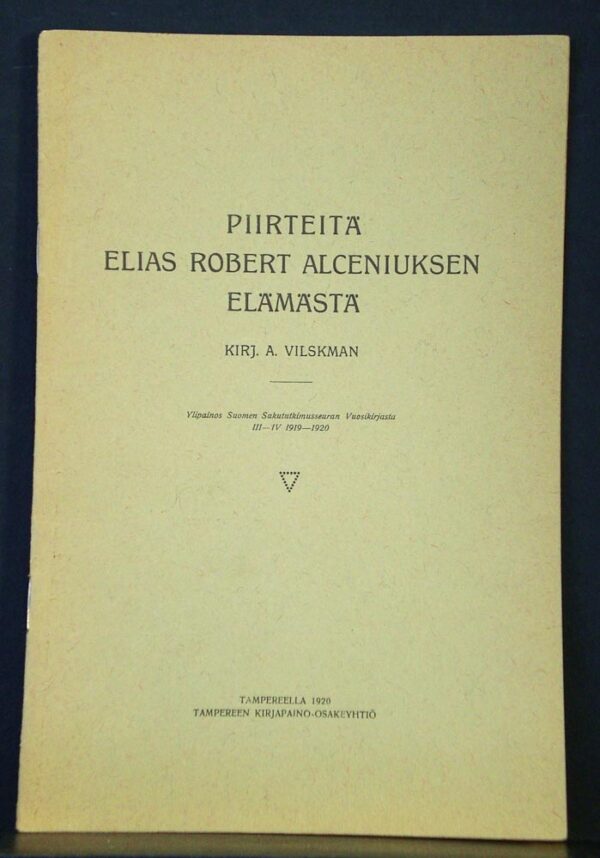 PIIRTEITÄ
ELIAS ROBERT ALCENIUKSEN
ELÄMÄSTÄ
KIRJ. A. VILSKMAN
Ylipainos Suomen Sukututkimusseuran Vuosikirjasta
III—IV 1919—1920
TAMPEREELLA 1920
TAMPEREEN KIRJAPAINO-OSAKEYHTIÖ